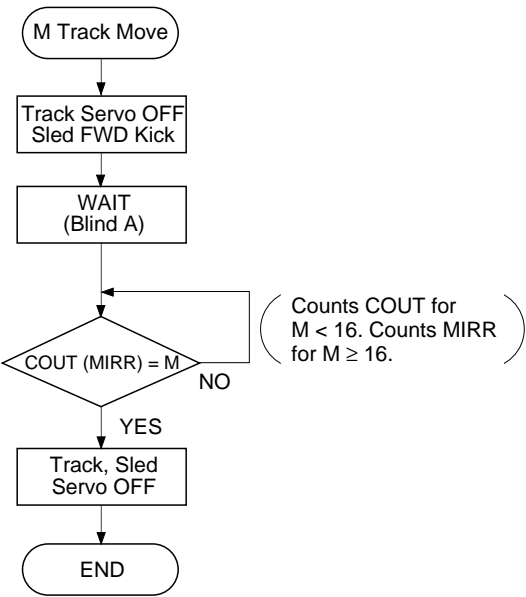 M Track Move
Track Servo OFF
Sled FWD Kick
WAIT
(Blind A)
Counts COUT for
M < 16. Counts MIRR
for M ≥ 16.
COUT (MIRR) = M
NO
YES
Track, Sled
Servo OFF
END